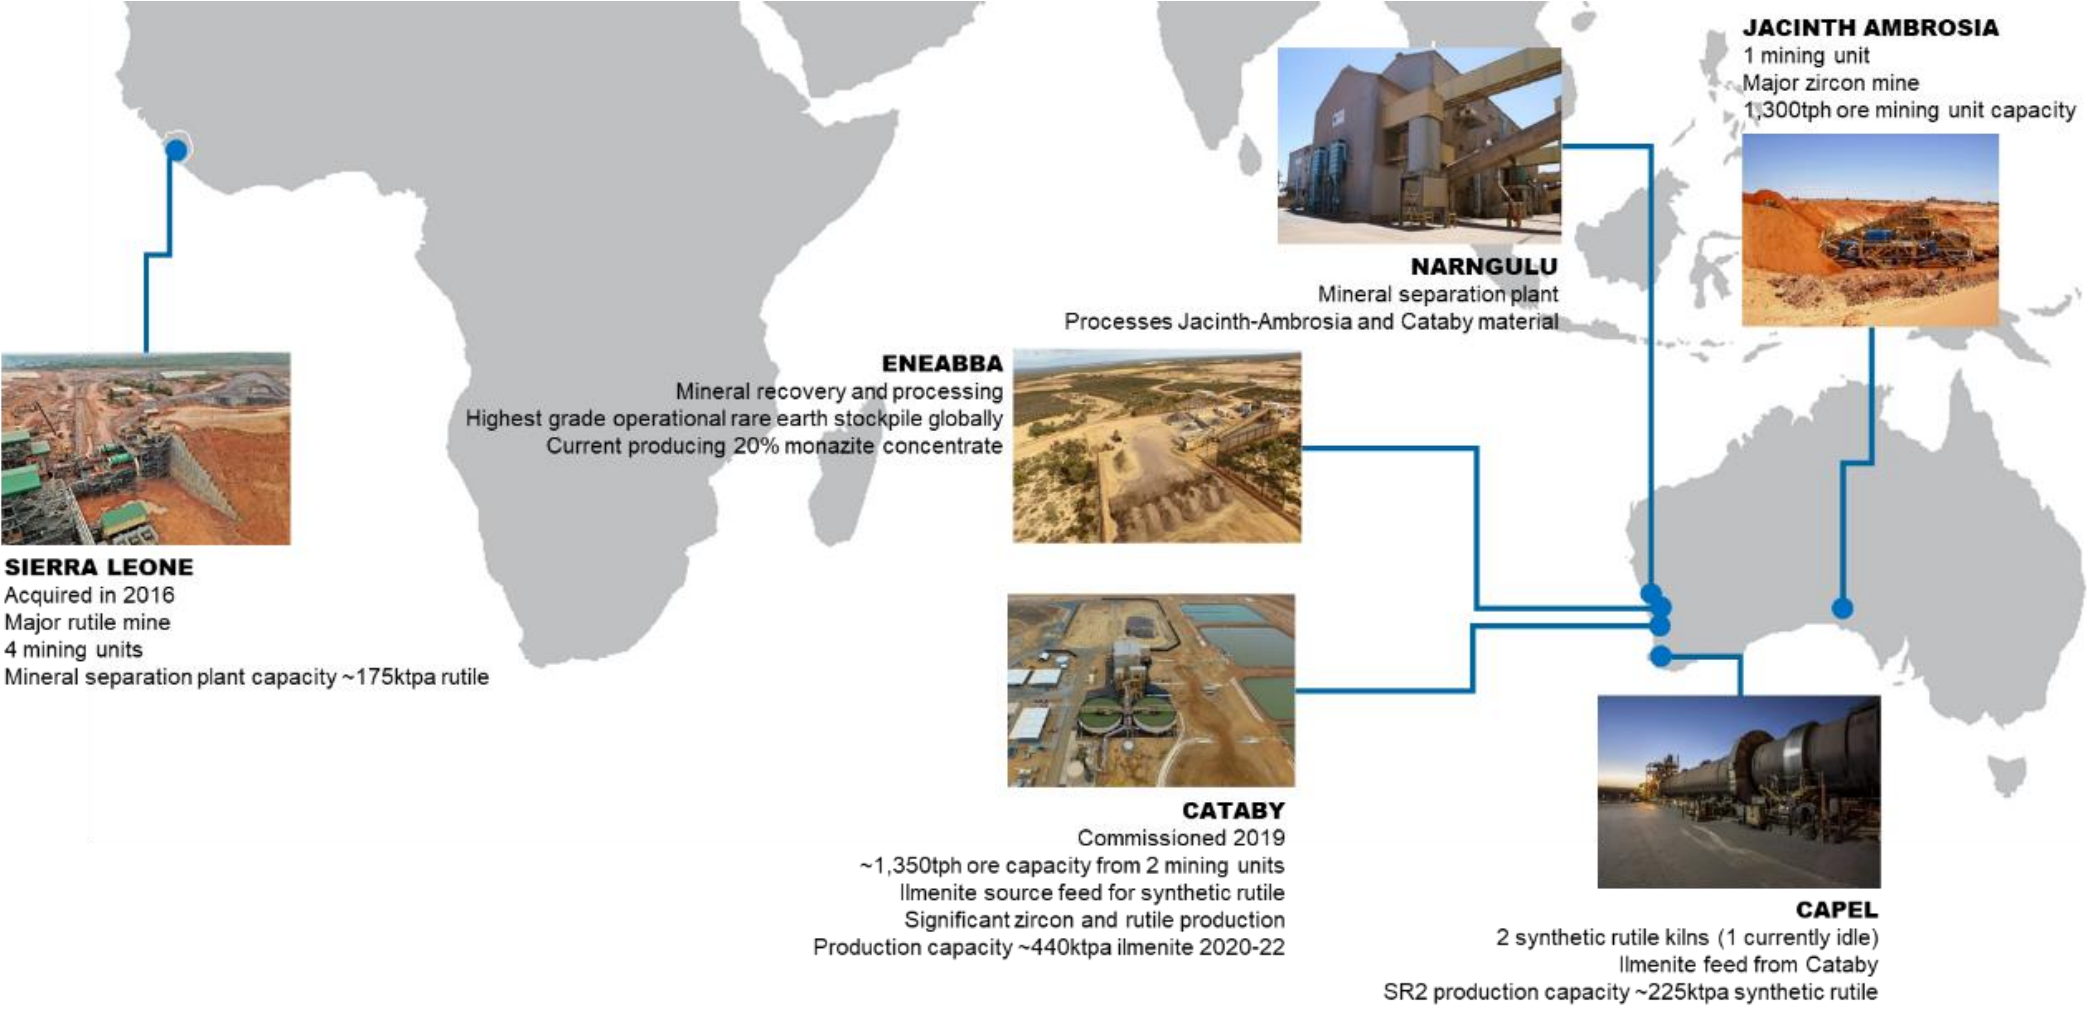 JACINTH AMBROSIA
1 mining unit
Major zircon mine
1,300tph ore mining unit capacity
NARNGULU
Mineral separation plant
Processes Jacinth-Ambrosia and Cataby material
ENEABBA
Mineral recovery and processing
Highest grade operational rare earth stockpile globally
Current producing 20% monazite concentrate
SIERRA LEONE
Acquired in 2016
Major rutile mine
4 mining units
Mineral separation plant capacity ~175ktpa rutile
CATABY
Commissioned 2019
~1,350tph ore capacity from 2 mining units
Ilmenite source feed for synthetic rutile
Significant zircon and rutile production
Production capacity ~440ktpa ilmenite 2020-22
CAPEL
2 synthetic rutile kilns (1 currently idle)
Ilmenite feed from Cataby
SR2 production capacity ~225ktpa synthetic rutile